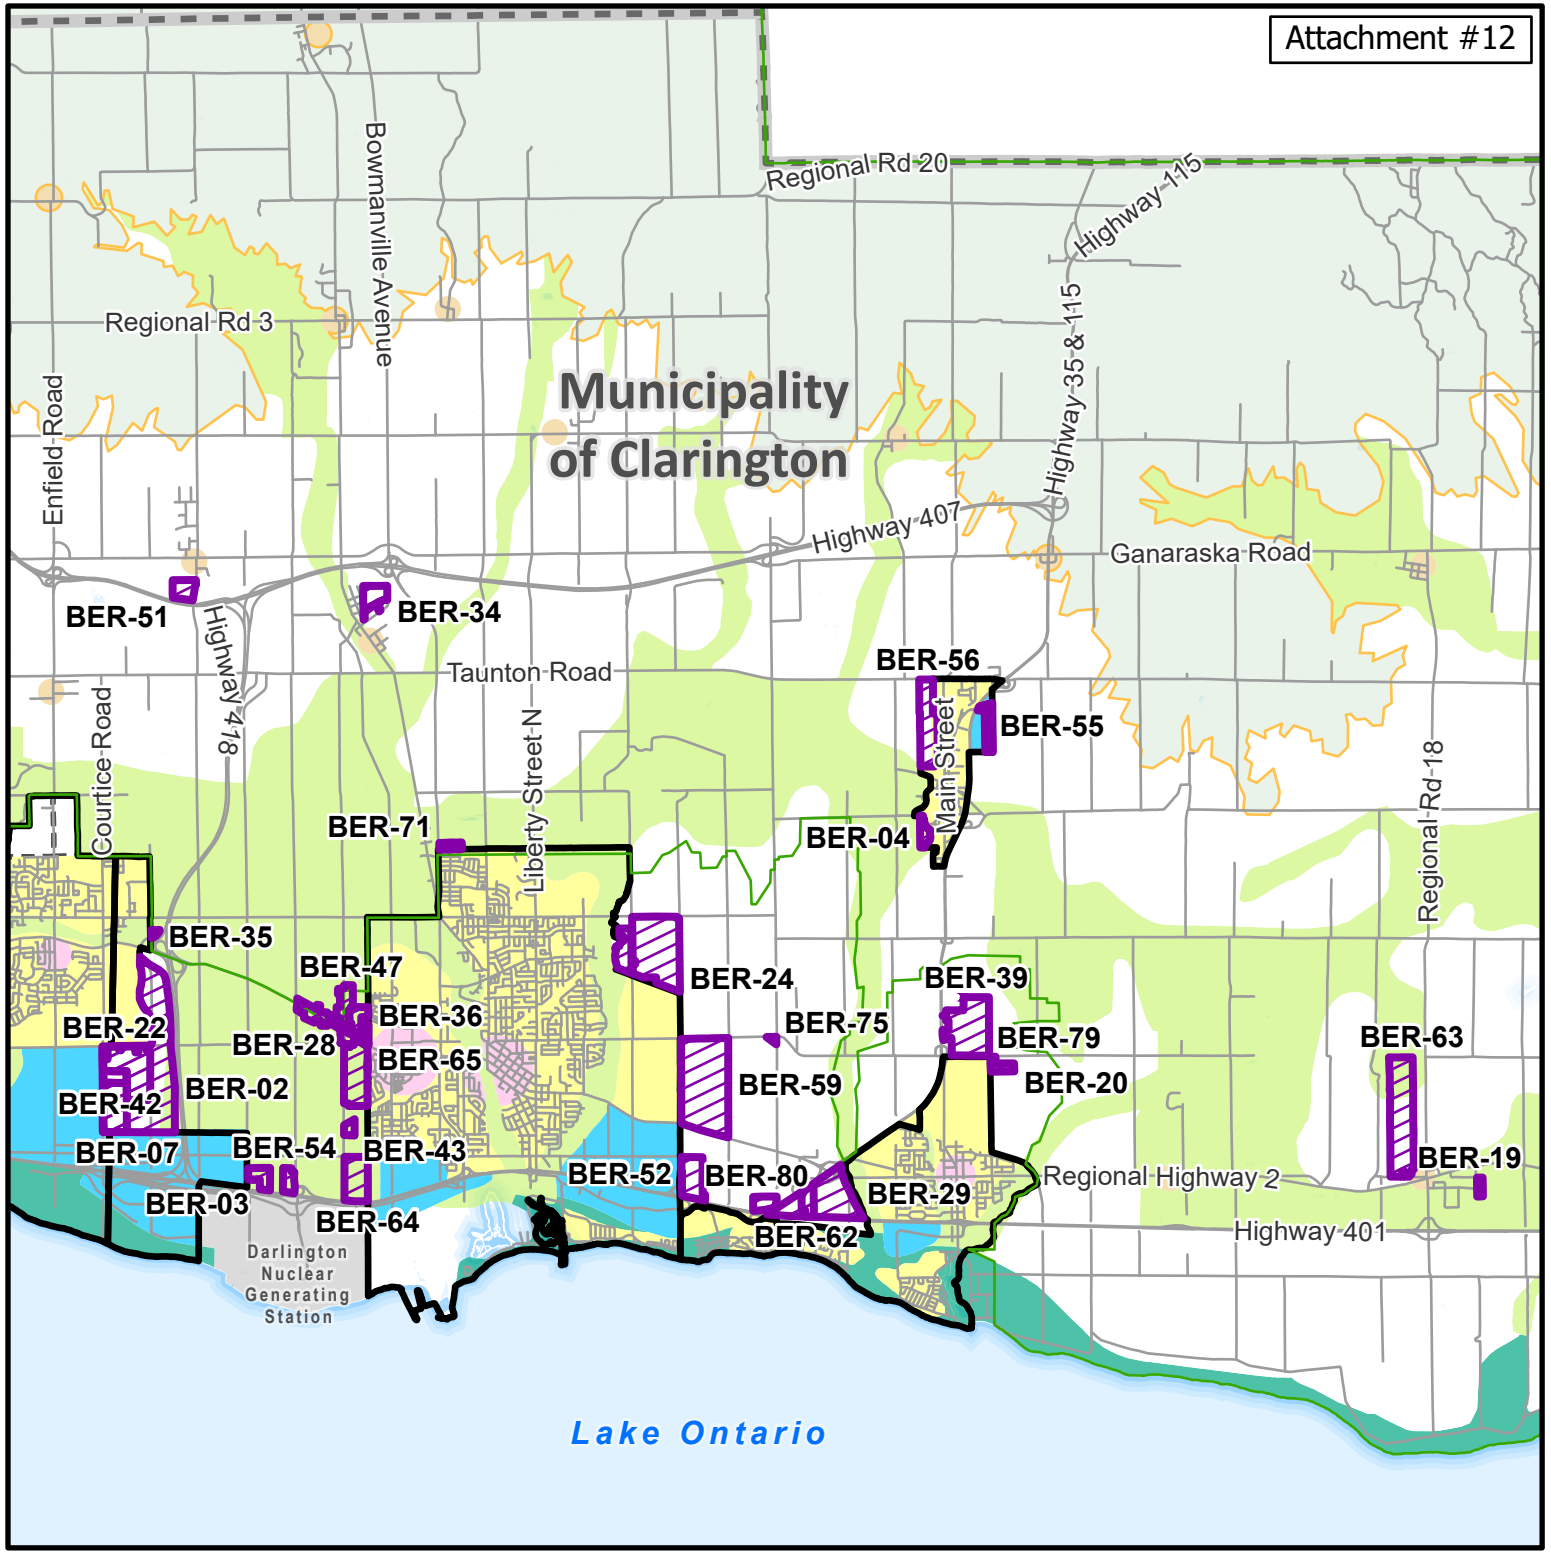 Attachment #12
Regional Rd 20
Highway 115
Bowmanville Avenue
Regional Rd 3
Highway 35 & 115
Municipality
of Clarington
Enfield Road
Highway 407
Ganaraska Road
BER-51
BER-34
Highway 418
Taunton Road
BER-56
Courtice Road
Liberty Street N
Main Street
BER-55
Regional Rd 18
BER-71
BER-04
BER-35
BER-47
BER-24
BER-39
BER-22
BER-36
BER-75
BER-28
BER-79
BER-63
BER-65
BER-02
BER-59
BER-20
BER-42
BER-07
BER-54
BER-43
BER-52
BER-80
BER-19
Regional Highway 2
BER-03
BER-29
BER-64
BER-62
Highway 401
Darlington
Nuclear
Generating
Station
Lake Ontario